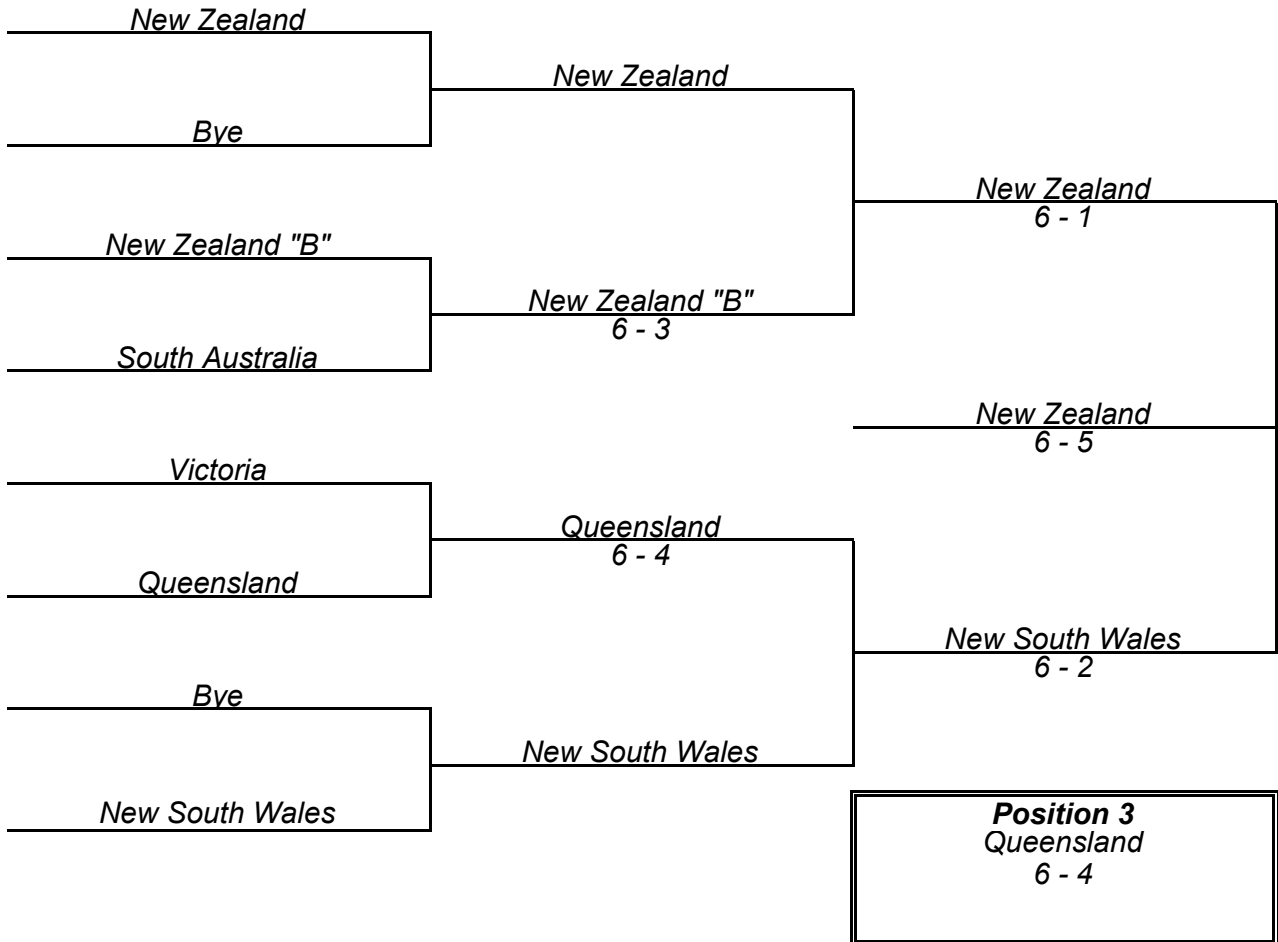 New Zealand
New Zealand
Bye
New Zealand
6 - 1
New Zealand "B"
New Zealand "B"
6 - 3
South Australia
New Zealand
6 - 5
Victoria
Queensland
6 - 4
Queensland
New South Wales
6 - 2
Bye
New South Wales
New South Wales
Position 3
Queensland
6 - 4